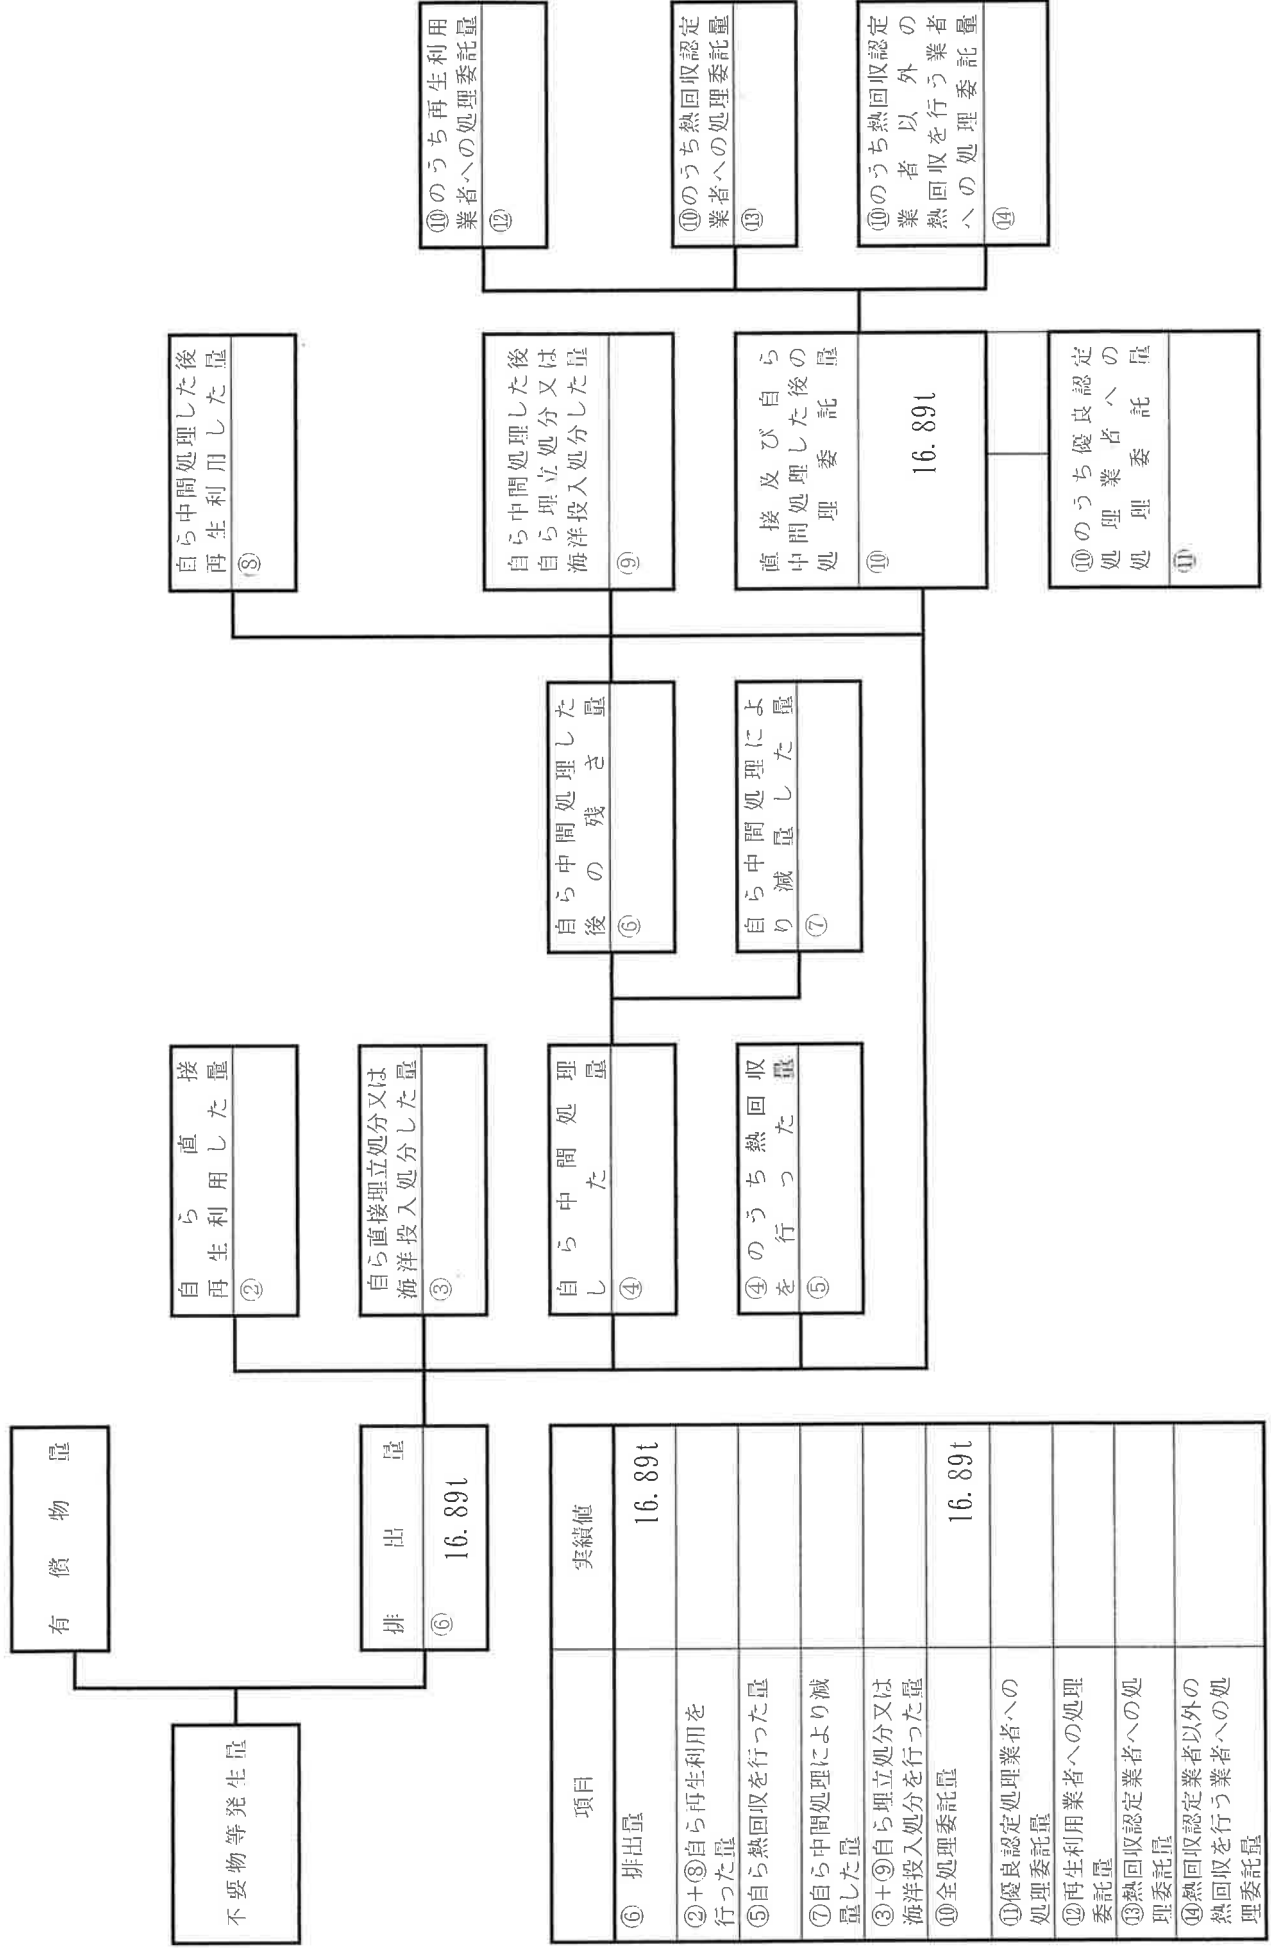 不要物等発生量
有償物量
排出量
⑥
16.89t
自ら直接
再生利用した量
②
自ら直接埋立処分又は
海洋投入処分した量
③
自ら中間処理
した量
④
④のうち熱回収
を行った量
⑤
自ら中間処理した
後の残さ量
⑥
自ら中間処理によ
り減量した量
⑦
自ら中間処理した後
再生利用した量
⑧
自ら中間処理した後
自ら埋立処分又は
海洋投入処分した量
⑨
直接及び自ら
中間処理した後の
処理委託量
⑩
16.89t
⑩のうち優良認定
処理業者への
処理委託量
⑪
⑩のうち再生利用
業者への処理委託量
⑫
⑩のうち熱回収認定
業者への処理委託量
⑬
⑩のうち熱回収認定
業者以外の
熱回収を行う業者
への処理委託量
⑭
項目 実績値
⑥ 排出量 16.89t
②+⑧自ら再生利用を
行った量
⑤自ら熱回収を行った量
⑦自ら中間処理により減
量した量
③+⑨自ら埋立処分又は
海洋投入処分を行った量
⑩全処理委託量 16.89t
⑪優良認定処理業者への
処理委託量
⑫再生利用業者への処理
委託量
⑬熱回収認定業者への処
理委託量
⑭熱回収認定業者以外の
熱回収を行う業者への処
理委託量